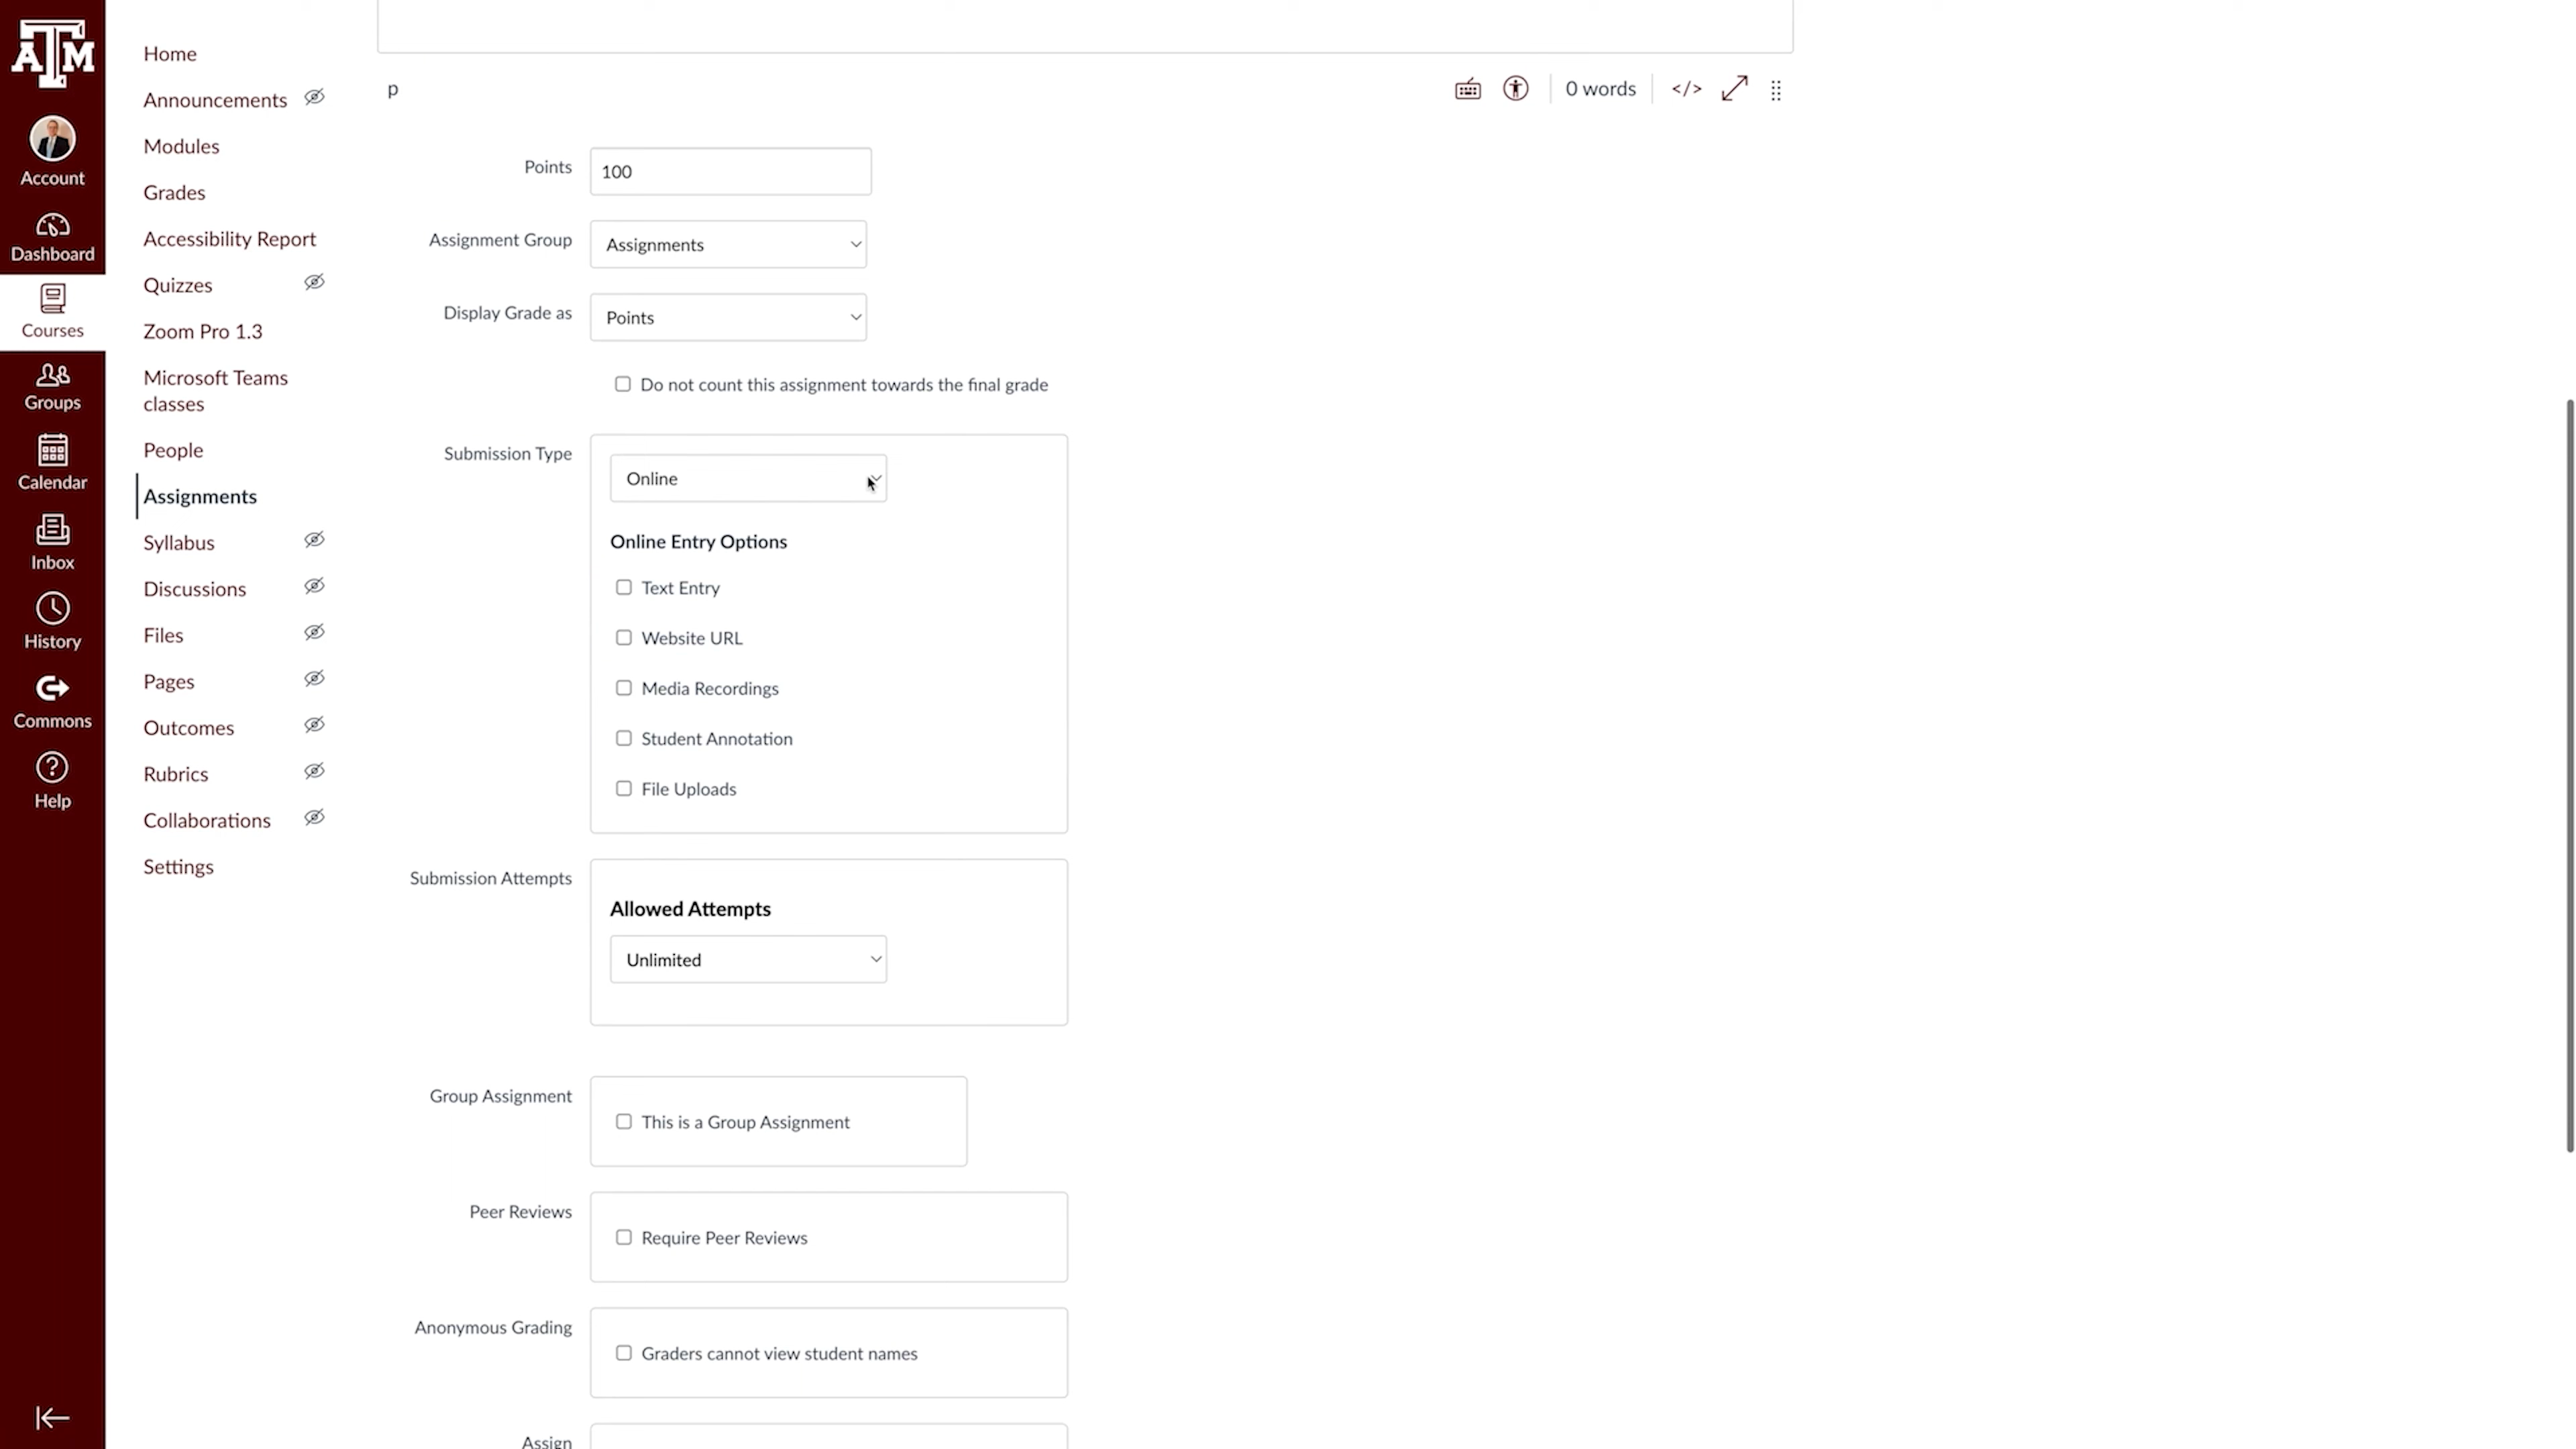 ATM
Account
Dashboard
Courses
Groups
Calendar
Inbox
History
Commons
Help
Home
Announcements
Modules
Grades
Accessibility Report
Quizzes
Zoom Pro 1.3
Microsoft Teams
classes
People
Assignments
Syllabus
Discussions
Files
Pages
Outcomes
Rubrics
Collaborations
Settings
p
0 words
</>
Points
100
Assignment Group
Assignments
Display Grade as
Points
Do not count this assignment towards the final grade
Submission Type
Online
Online Entry Options
Text Entry
Website URL
Media Recordings
Student Annotation
File Uploads
Submission Attempts
Allowed Attempts
Unlimited
Group Assignment
This is a Group Assignment
Peer Reviews
Require Peer Reviews
Anonymous Grading
Graders cannot view student names
Assign